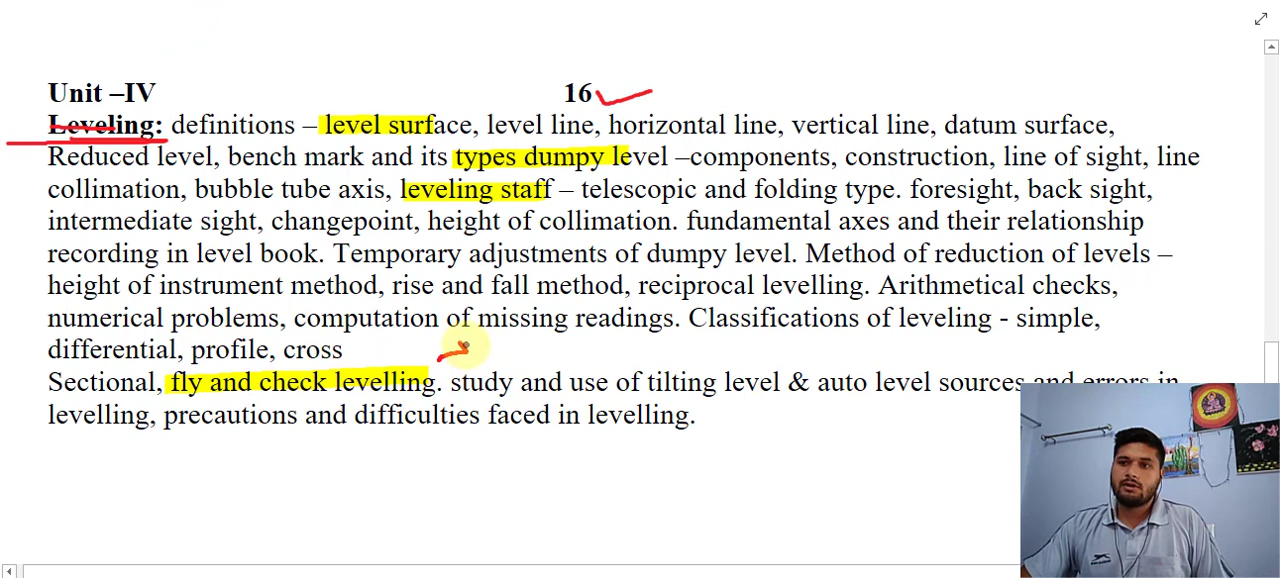 Unit –IV 16
Leveling: definitions – level surface, level line, horizontal line, vertical line, datum surface,
Reduced level, bench mark and its types dumpy level –components, construction, line of sight, line
collimation, bubble tube axis, leveling staff – telescopic and folding type. foresight, back sight,
intermediate sight, changepoint, height of collimation. fundamental axes and their relationship
recording in level book. Temporary adjustments of dumpy level. Method of reduction of levels –
height of instrument method, rise and fall method, reciprocal levelling. Arithmetical checks,
numerical problems, computation of missing readings. Classifications of leveling - simple,
differential, profile, cross
Sectional, fly and check levelling. study and use of tilting level & auto level sources and errors in
levelling, precautions and difficulties faced in levelling.